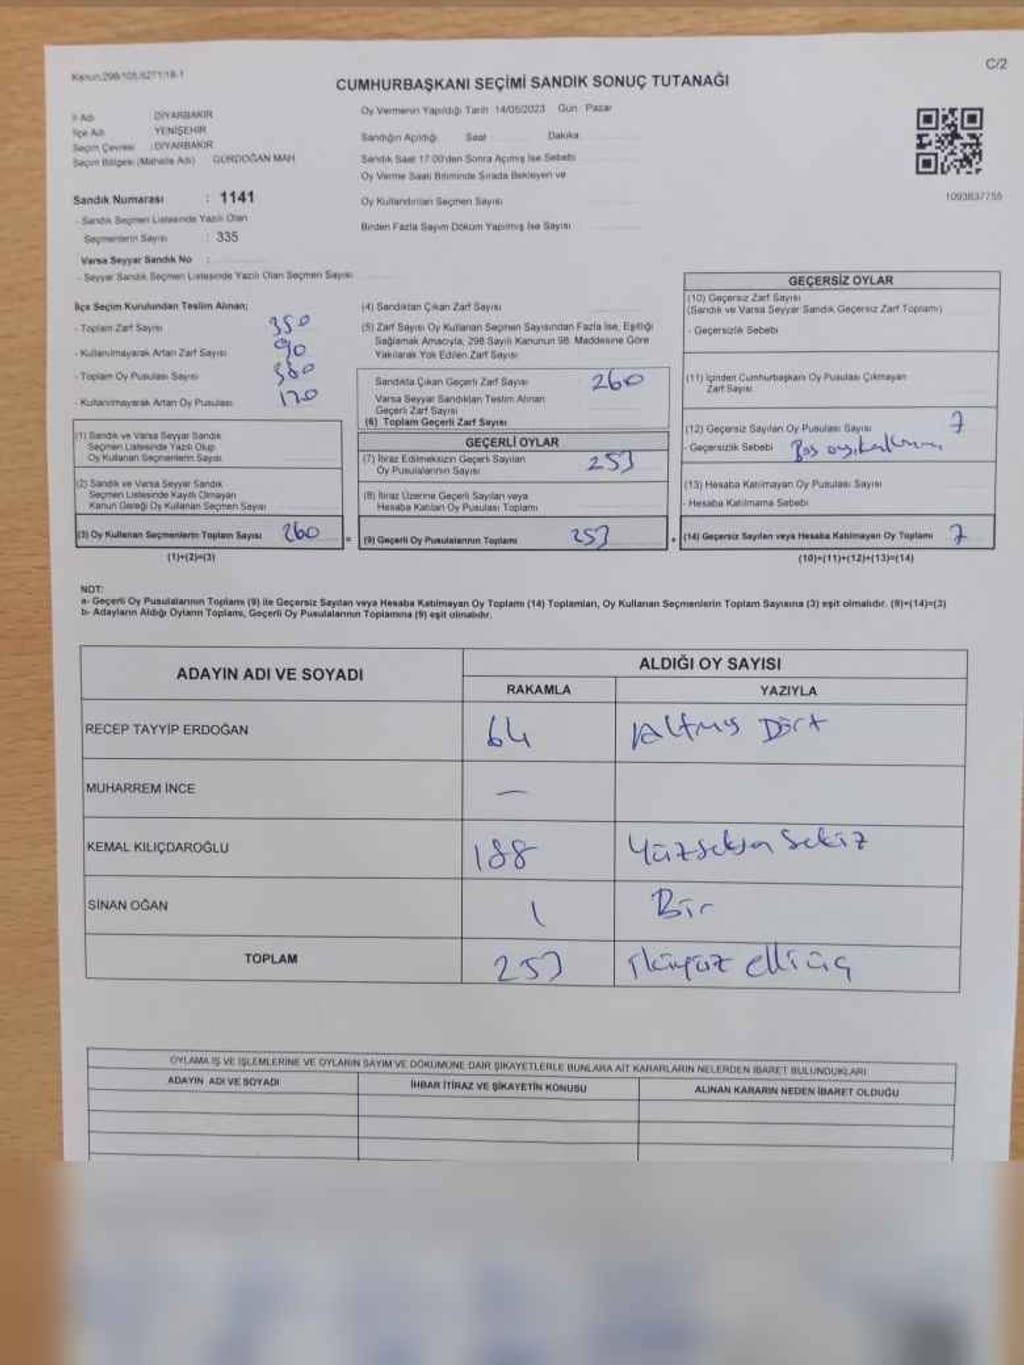 Kanun:298/105,6271/18-1
C/2
CUMHURBAŞKANI SEÇİMİ SANDIK SONUÇ TUTANAĞI
İl Adı : DİYARBAKIR
İlçe Adı : YENİŞEHİR
Seçim Çevresi : DİYARBAKIR
Seçim Bölgesi (Mahalle Adı) : GÜRDOĞAN MAH.
Sandık Numarası : 1141
- Sandık Seçmen Listesinde Yazılı Olan
Seçmenlerin Sayısı : 335
Varsa Seyyar Sandık No :
- Seyyar Sandık Seçmen Listesinde Yazılı Olan Seçmen Sayısı
Oy Vermenin Yapıldığı Tarih 14/05/2023 Gün Pazar
Sandığın Açıldığı Saat Dakika
Sandık Saat 17:00'den Sonra Açılmış İse Sebebi
Oy Verme Saati Bitiminde Sırada Bekleyen ve
Oy Kullandırılan Seçmen Sayısı
Birden Fazla Sayım Döküm Yapılmış İse Sayısı
1093837755
İlçe Seçim Kurulundan Teslim Alınan;
- Toplam Zarf Sayısı 350
- Kullanılmayarak Artan Zarf Sayısı 90
- Toplam Oy Pusulası Sayısı 380
- Kullanılmayarak Artan Oy Pusulası 120
(1) Sandık ve Varsa Seyyar Sandık
Seçmen Listesinde Yazılı Olup
Oy Kullanan Seçmenlerin Sayısı
(2) Sandık ve Varsa Seyyar Sandık
Seçmen Listesinde Kayıtlı Olmayan
Kanun Gereği Oy Kullanan Seçmen Sayısı
(3) Oy Kullanan Seçmenlerin Toplam Sayısı 260 =
(1)+(2)=(3)
(4) Sandıktan Çıkan Zarf Sayısı
(5) Zarf Sayısı Oy Kullanan Seçmen Sayısından Fazla İse, Eşitliği
Sağlamak Amacıyla, 298 Sayılı Kanunun 98. Maddesine Göre
Yakılarak Yok Edilen Zarf Sayısı
Sandıkta Çıkan Geçerli Zarf Sayısı 260
Varsa Seyyar Sandıktan Teslim Alınan
Geçerli Zarf Sayısı
(6) Toplam Geçerli Zarf Sayısı
GEÇERLİ OYLAR
(7) İtiraz Edilmeksizin Geçerli Sayılan
Oy Pusulalarının Sayısı 253
(8) İtiraz Üzerine Geçerli Sayılan veya
Hesaba Katılan Oy Pusulası Toplamı
(9) Geçerli Oy Pusulalarının Toplamı 253 +
GEÇERSİZ OYLAR
(10) Geçersiz Zarf Sayısı
(Sandık ve Varsa Seyyar Sandık Geçersiz Zarf Toplamı)
- Geçersizlik Sebebi
(11) İçinden Cumhurbaşkanı Oy Pusulası Çıkmayan
Zarf Sayısı
(12) Geçersiz Sayılan Oy Pusulası Sayısı 7
- Geçersizlik Sebebi Boş
(13) Hesaba Katılmayan Oy Pusulası Sayısı
- Hesaba Katılmama Sebebi
(14) Geçersiz Sayılan veya Hesaba Katılmayan Oy Toplamı 7
(10)+(11)+(12)+(13)=(14)
NOT:
a- Geçerli Oy Pusulalarının Toplamı (9) ile Geçersiz Sayılan veya Hesaba Katılmayan Oy Toplamı (14) Toplamları, Oy Kullanan Seçmenlerin Toplam Sayısına (3) eşit olmalıdır. (9)+(14)=(3)
b- Adayların Aldığı Oyların Toplamı, Geçerli Oy Pusulalarının Toplamına (9) eşit olmalıdır.
ADAYIN ADI VE SOYADI
ALDIĞI OY SAYISI
RAKAMLA YAZIYLA
RECEP TAYYİP ERDOĞAN 64 Altmış Dört
MUHARREM İNCE —
KEMAL KILIÇDAROĞLU 188 Yüzseksen Sekiz
SİNAN OĞAN 1 Bir
TOPLAM 253 ikiyüz elliüç
OYLAMA İŞ VE İŞLEMLERİNE VE OYLARIN SAYIM VE DÖKÜMÜNE DAİR ŞİKAYETLERLE BUNLARA AİT KARARLARIN NELERDEN İBARET BULUNDUKLARI
ADAYIN ADI VE SOYADI
İHBAR İTİRAZ VE ŞİKAYETİN KONUSU
ALINAN KARARIN NEDEN İBARET OLDUĞU